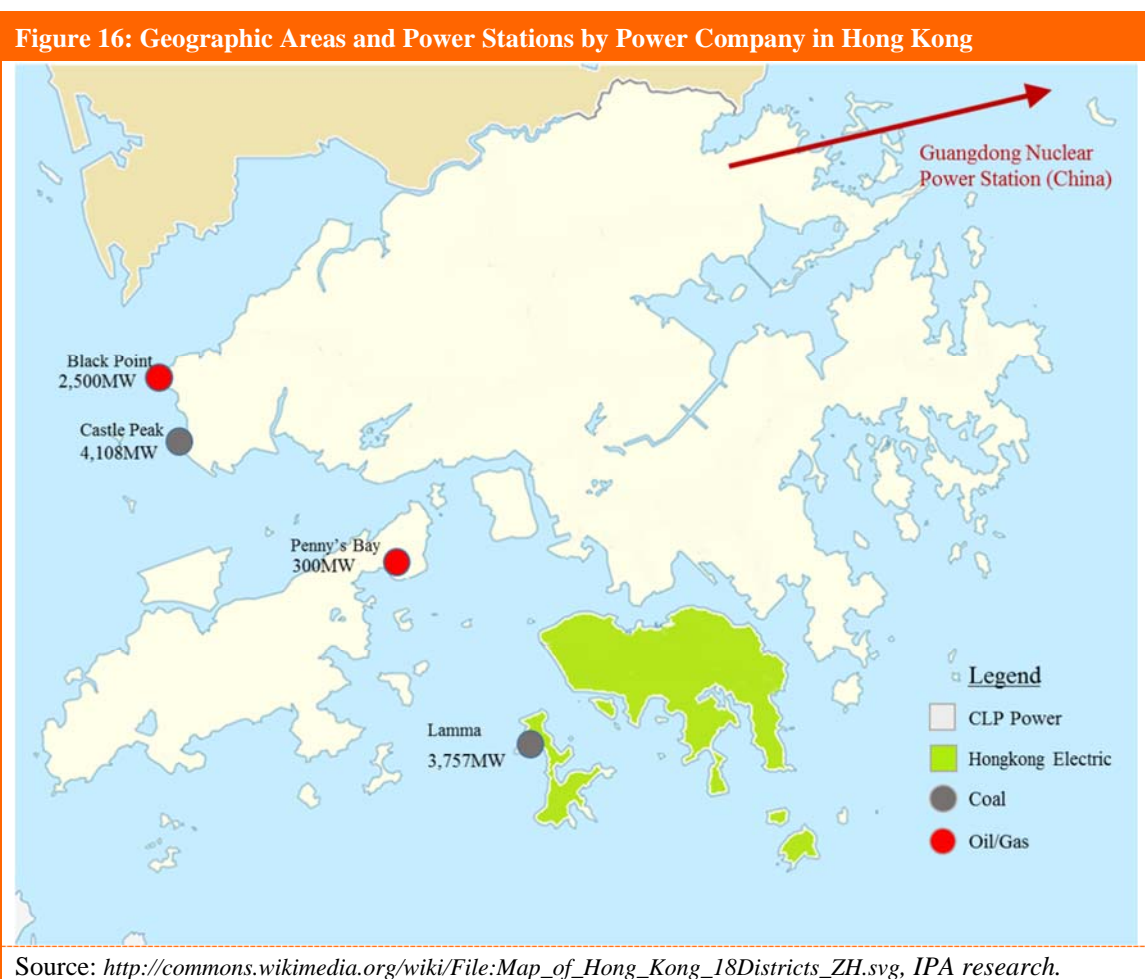 Figure 16: Geographic Areas and Power Stations by Power Company in Hong Kong
Guangdong Nuclear
Power Station (China)
Black Point
2,500MW
Castle Peak
4,108MW
Penny's Bay
300MW
Lamma
3,757MW
Legend
CLP Power
Hongkong Electric
Coal
Oil/Gas
Source: http://commons.wikimedia.org/wiki/File:Map_of_Hong_Kong_18Districts_ZH.svg, IPA research.